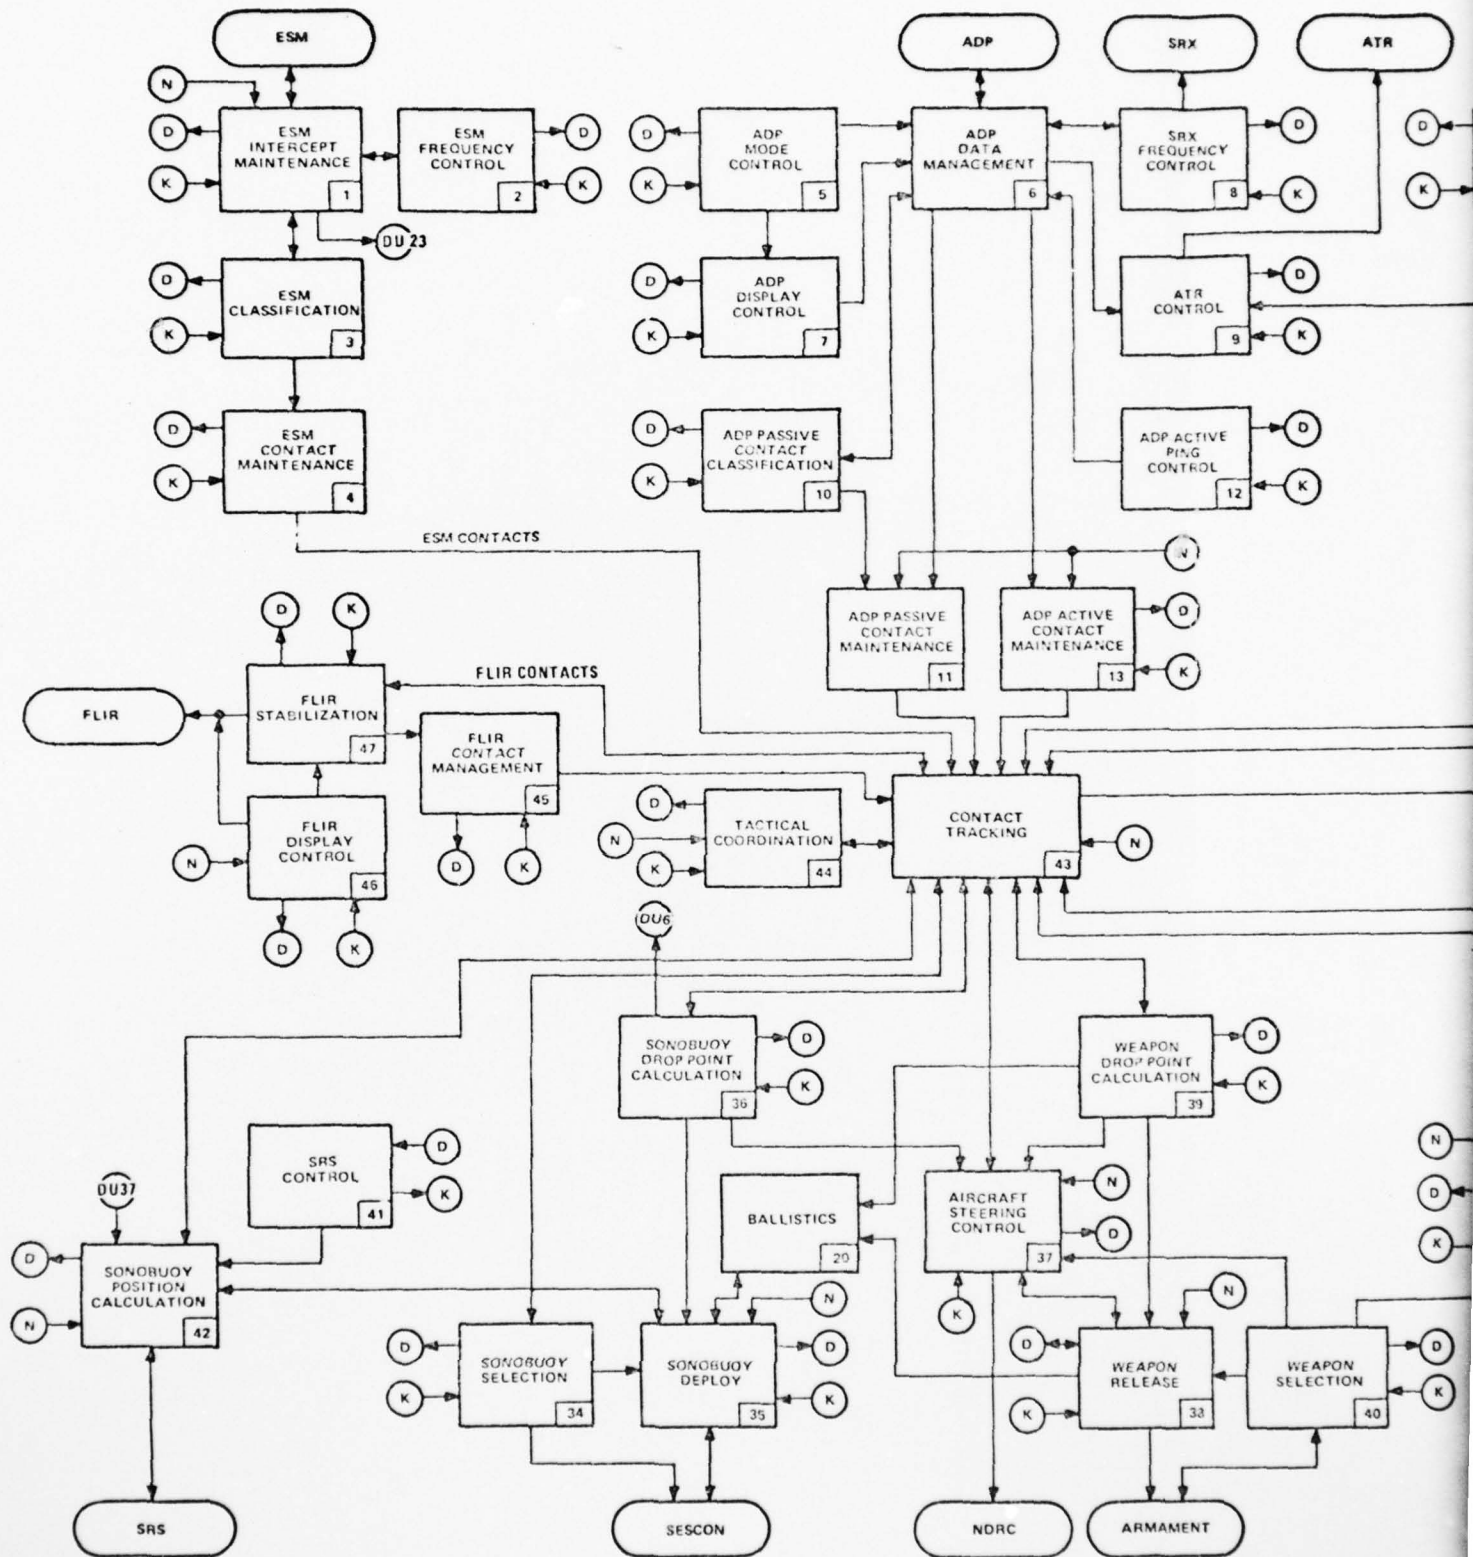 ESM
ADP
SRX
ATR
N
D
K
ESM
INTERCEPT
MAINTENANCE
1
ESM
FREQUENCY
CONTROL
2
D
K
D
K
ADP
MODE
CONTROL
5
ADP
DATA
MANAGEMENT
6
SRX
FREQUENCY
CONTROL
8
D
K
D
K
DU 23
D
K
ESM
CLASSIFICATION
3
D
K
ADP
DISPLAY
CONTROL
7
ATR
CONTROL
9
D
K
D
K
ESM
CONTACT
MAINTENANCE
4
D
K
ADP PASSIVE
CONTACT
CLASSIFICATION
10
ADP ACTIVE
PING
CONTROL
12
D
K
ESM CONTACTS
N
D
K
ADP PASSIVE
CONTACT
MAINTENANCE
11
ADP ACTIVE
CONTACT
MAINTENANCE
13
D
K
FLIR CONTACTS
FLIR
FLIR
STABILIZATION
47
FLIR
CONTACT
MANAGEMENT
45
D
K
N
FLIR
DISPLAY
CONTROL
46
D
K
D
N
K
TACTICAL
COORDINATION
44
CONTACT
TRACKING
43
N
DU6
SONOBUOY
DROP POINT
CALCULATION
36
D
K
WEAPON
DROP POINT
CALCULATION
39
D
K
SRS
CONTROL
41
D
K
N
D
K
DU37
D
N
SONOBUOY
POSITION
CALCULATION
42
BALLISTICS
20
AIRCRAFT
STEERING
CONTROL
37
N
D
K
N
N
D
K
SONOBUOY
SELECTION
34
SONOBUOY
DEPLOY
35
D
K
D
K
WEAPON
RELEASE
38
WEAPON
SELECTION
40
D
K
SRS
SESCON
NDRC
ARMAMENT